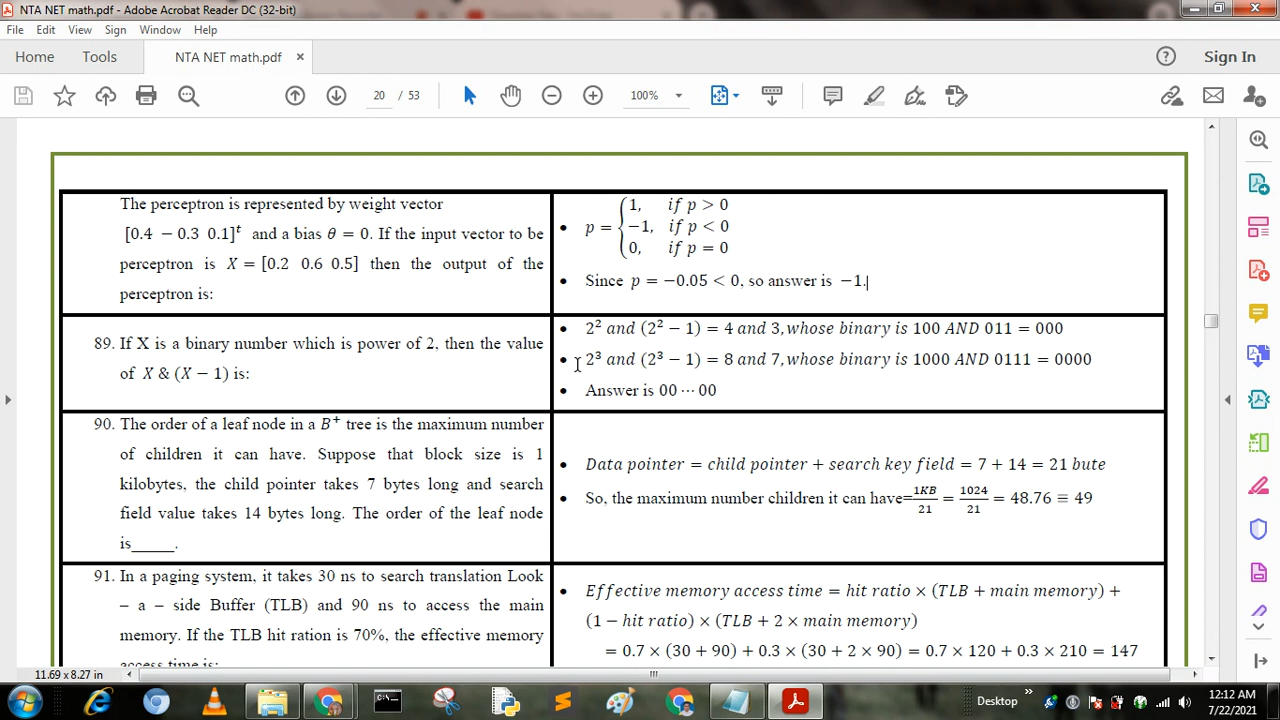 NTA NET math.pdf - Adobe Acrobat Reader DC (32-bit)
File Edit View Sign Window Help
Home Tools NTA NET math.pdf × Sign In
20 / 53 100%
The perceptron is represented by weight vector
[0.4 − 0.3 0.1]ᵗ and a bias θ = 0. If the input vector to be
perceptron is X = [0.2 0.6 0.5] then the output of the
perceptron is:
1, if p > 0
• p = { −1, if p < 0
0, if p = 0
• Since p = −0.05 < 0, so answer is −1.
89. If X is a binary number which is power of 2, then the value
of X & (X − 1) is:
• 2² and (2² − 1) = 4 and 3, whose binary is 100 AND 011 = 000
• 2³ and (2³ − 1) = 8 and 7, whose binary is 1000 AND 0111 = 0000
• Answer is 00 ⋯ 00
90. The order of a leaf node in a B⁺ tree is the maximum number
of children it can have. Suppose that block size is 1
kilobytes, the child pointer takes 7 bytes long and search
field value takes 14 bytes long. The order of the leaf node
is_____.
• Data pointer = child pointer + search key field = 7 + 14 = 21 bute
• So, the maximum number children it can have=1KB/21 = 1024/21 = 48.76 ≡ 49
91. In a paging system, it takes 30 ns to search translation Look
– a – side Buffer (TLB) and 90 ns to access the main
memory. If the TLB hit ration is 70%, the effective memory
access time is:
• Effective memory access time = hit ratio × (TLB + main memory) +
(1 − hit ratio) × (TLB + 2 × main memory)
= 0.7 × (30 + 90) + 0.3 × (30 + 2 × 90) = 0.7 × 120 + 0.3 × 210 = 147
11.69 x 8.27 in
Desktop » 12:12 AM
7/22/2021